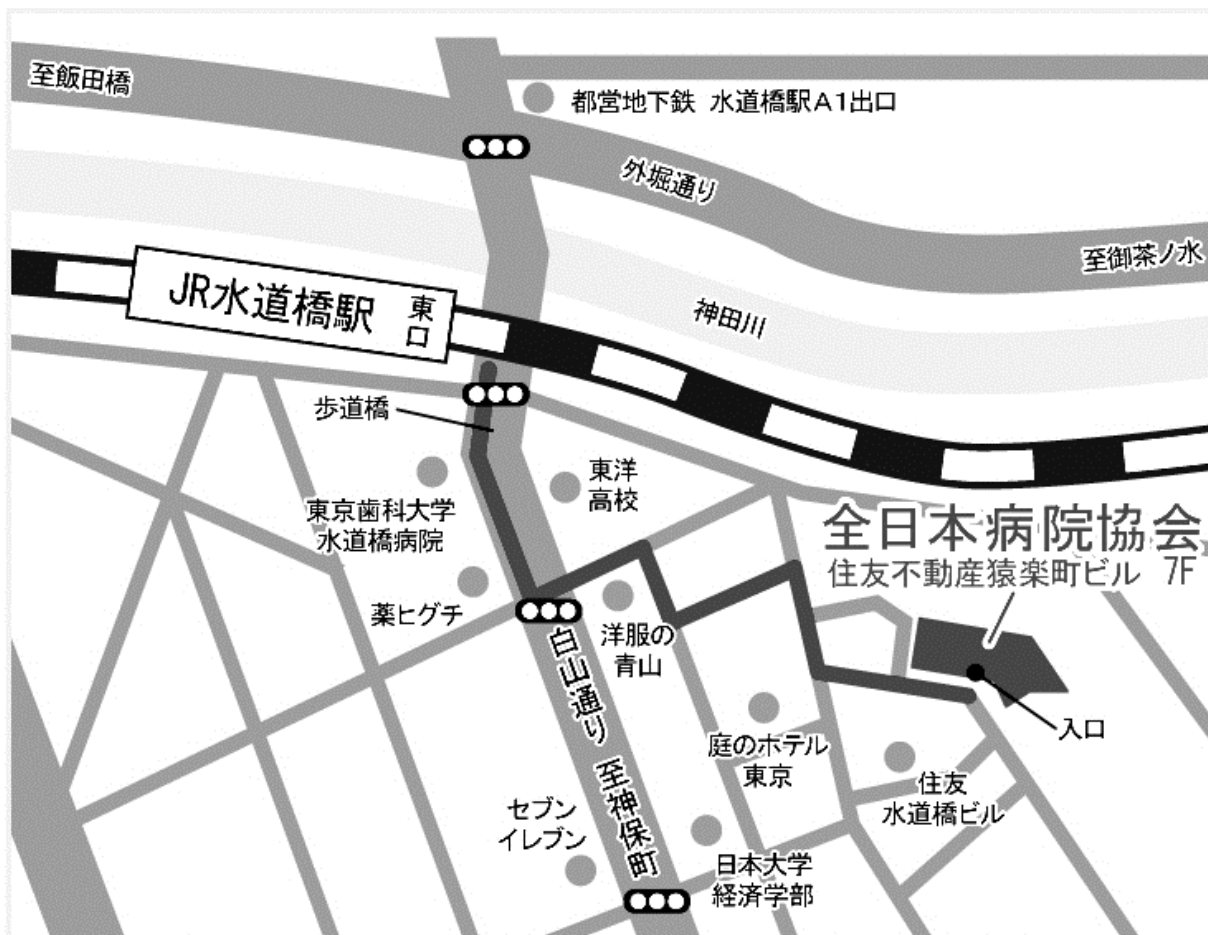 至飯田橋
都営地下鉄 水道橋駅A1出口
外堀通り
至御茶ノ水
JR水道橋駅
東口
神田川
歩道橋
東洋
高校
東京歯科大学
水道橋病院
全日本病院協会
住友不動産猿楽町ビル 7F
薬ヒグチ
洋服の
青山
白山通り 至神保町
入口
庭のホテル
東京
住友
水道橋ビル
セブン
イレブン
日本大学
経済学部